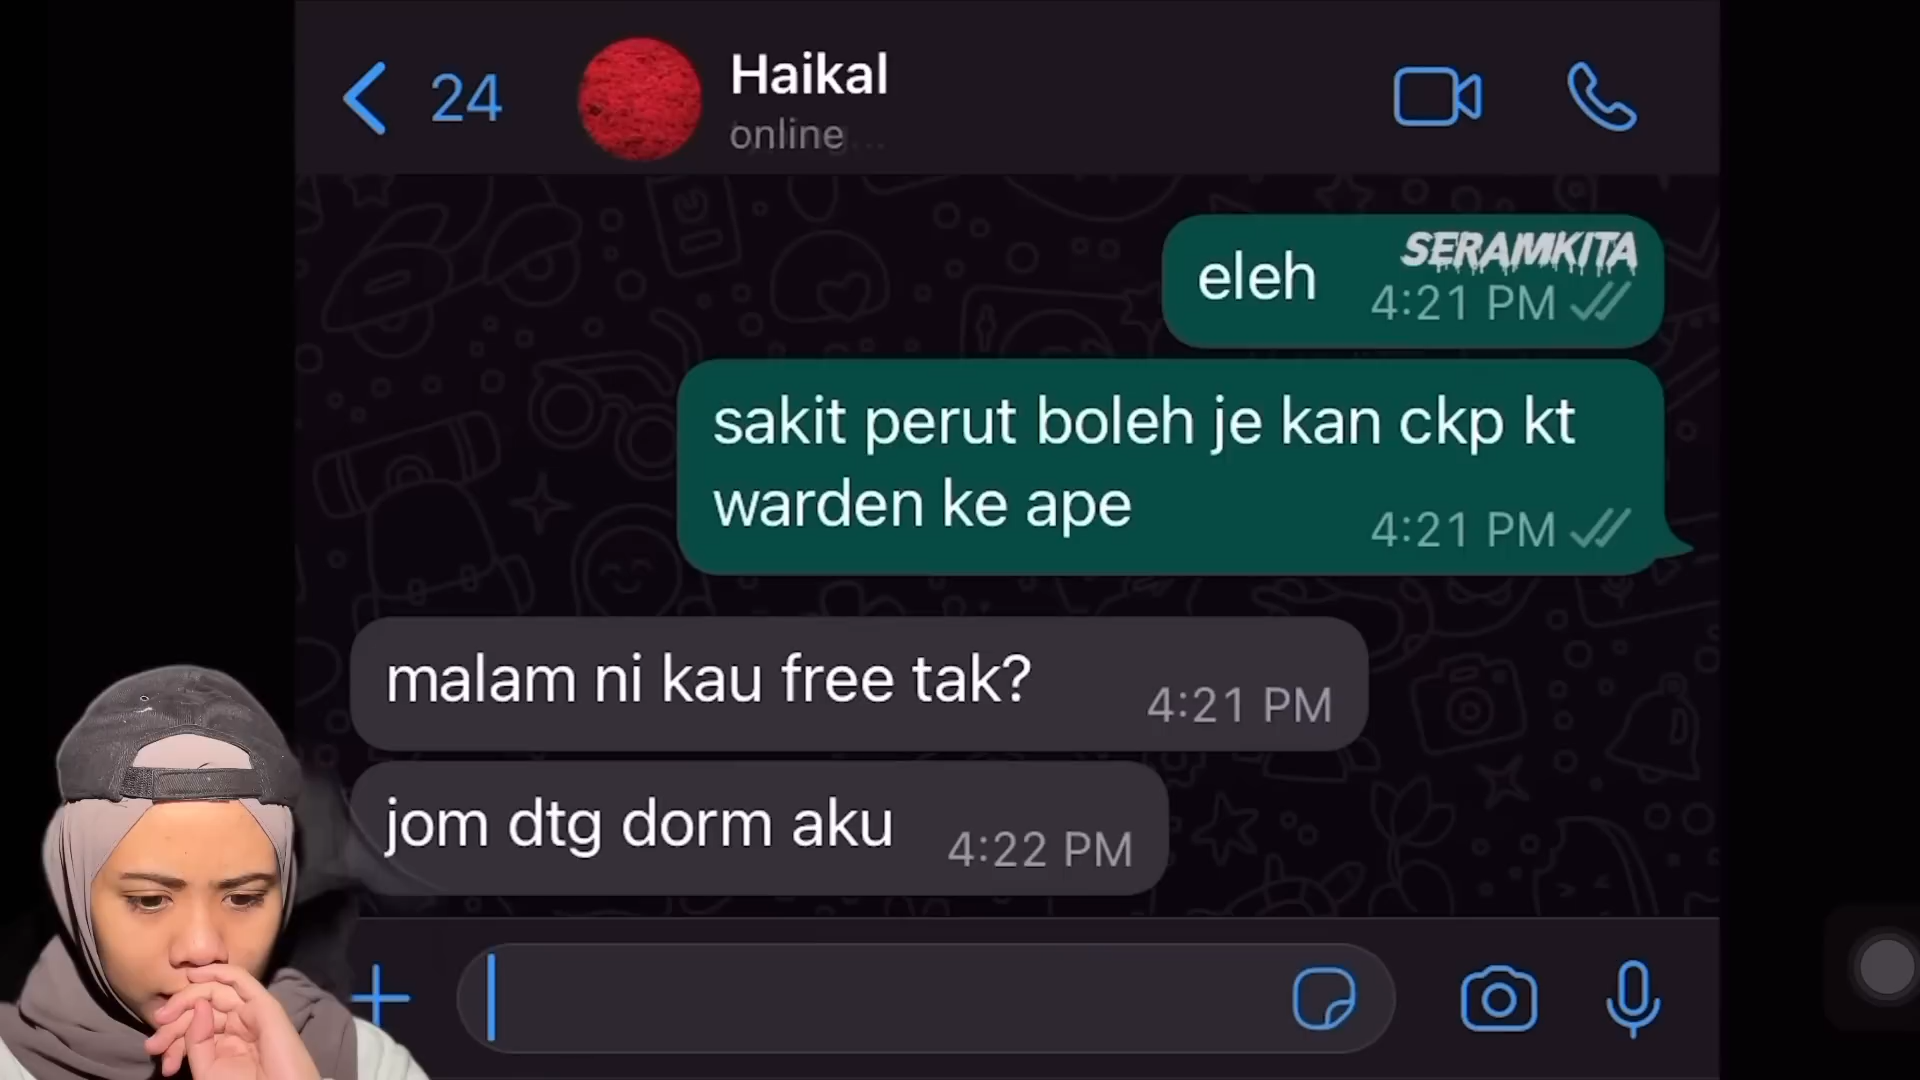 24
Haikal
online
eleh
SERAMKITA
4:21 PM
sakit perut boleh je kan ckp kt
warden ke ape
4:21 PM
malam ni kau free tak?
4:21 PM
jom dtg dorm aku
4:22 PM